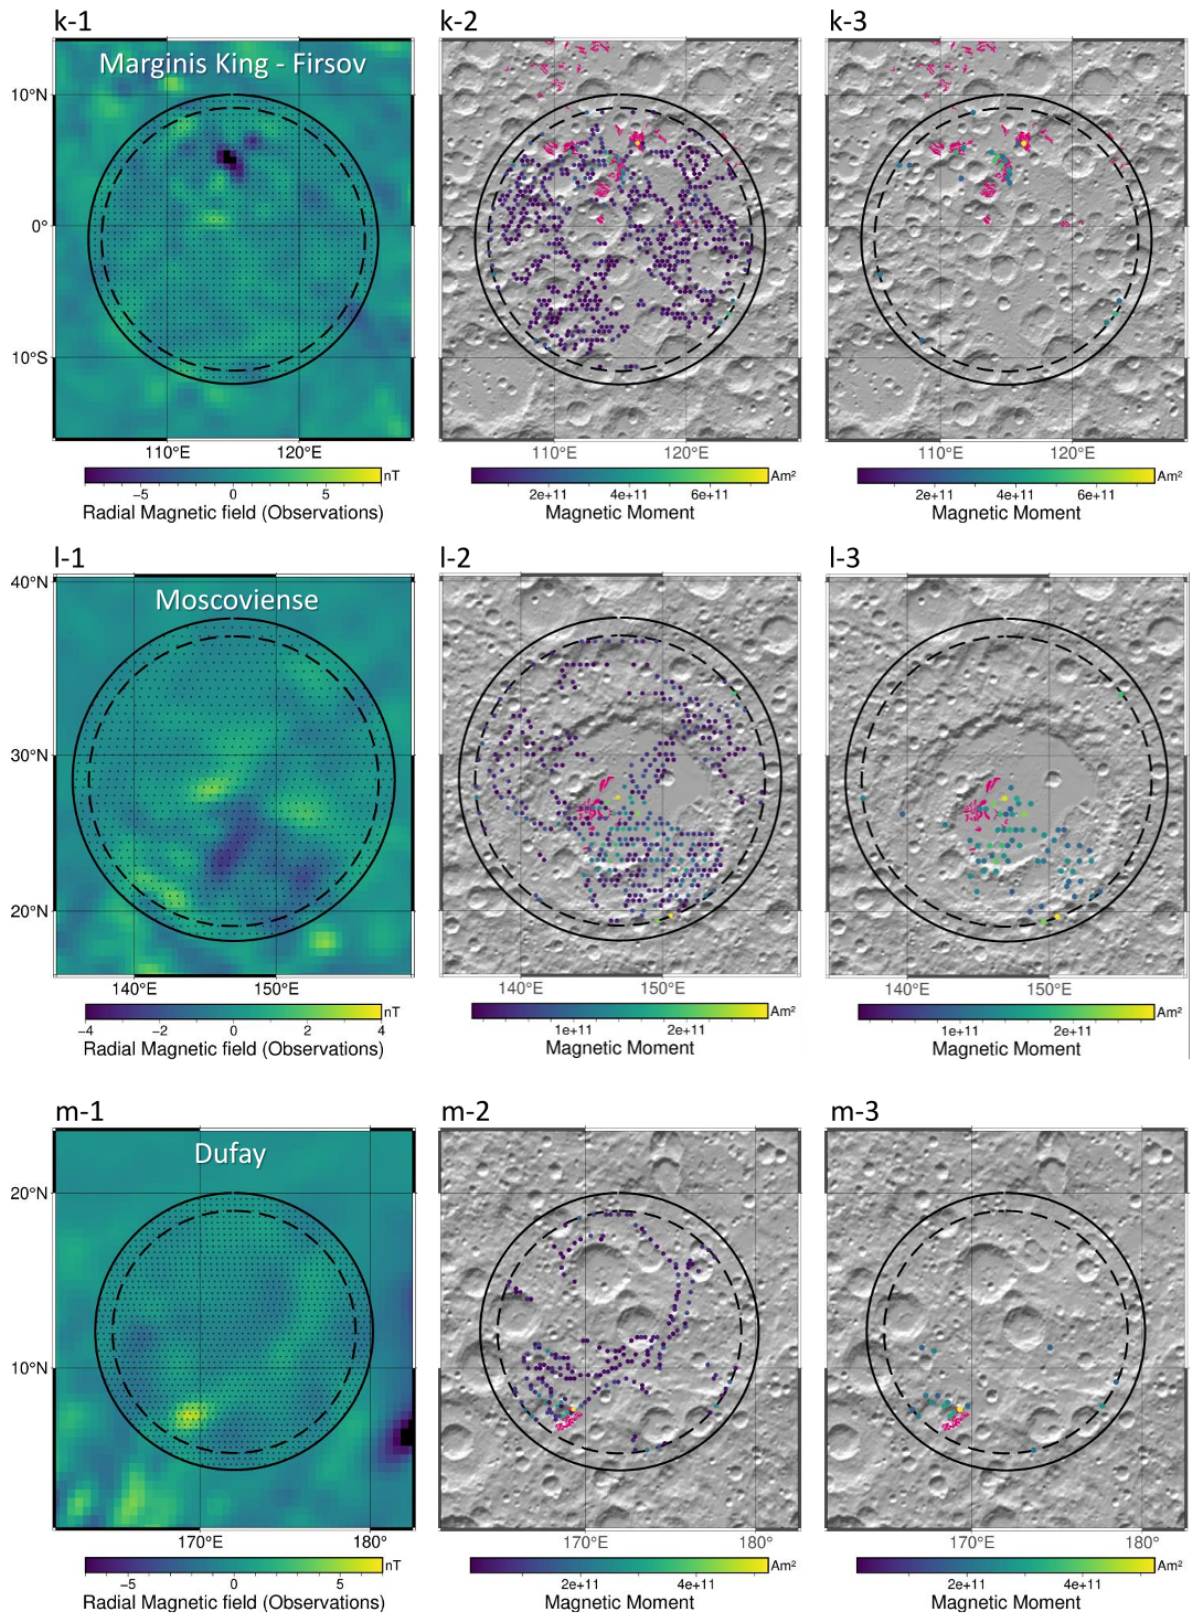 k-1 k-2 k-3
Marginis King - Firsov
10°N
0°
10°S
110°E 120°E 110°E 120°E 110°E 120°E
nT Am² Am²
−5 0 5 2e+11 4e+11 6e+11 2e+11 4e+11 6e+11
Radial Magnetic field (Observations) Magnetic Moment Magnetic Moment
l-1 l-2 l-3
40°N
Moscoviense
30°N
20°N
140°E 150°E 140°E 150°E 140°E 150°E
nT Am² Am²
−4 −2 0 2 4 1e+11 2e+11 1e+11 2e+11
Radial Magnetic field (Observations) Magnetic Moment Magnetic Moment
m-1 m-2 m-3
Dufay
20°N
10°N
170°E 180° 170°E 180° 170°E 180°
nT Am² Am²
−5 0 5 2e+11 4e+11 2e+11 4e+11
Radial Magnetic field (Observations) Magnetic Moment Magnetic Moment